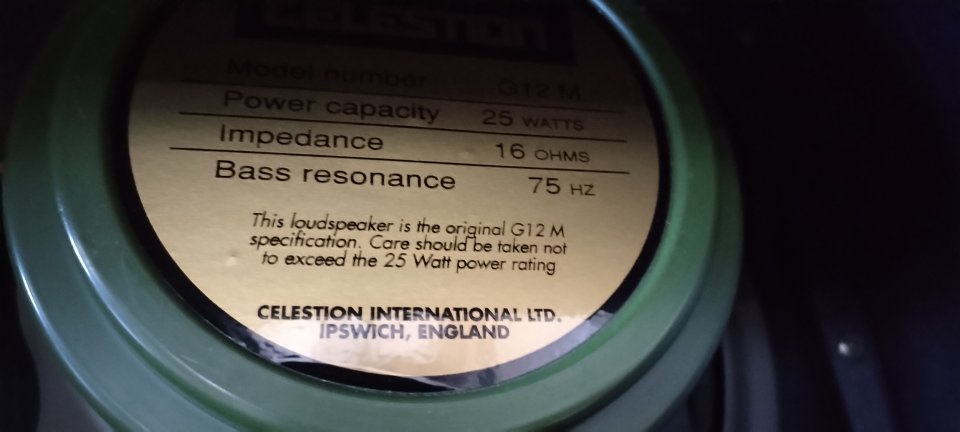 CELESTION
Model number G12 M
Power capacity 25 WATTS
Impedance 16 OHMS
Bass resonance 75 HZ
This loudspeaker is the original G12 M
specification. Care should be taken not
to exceed the 25 Watt power rating
CELESTION INTERNATIONAL LTD.
IPSWICH, ENGLAND